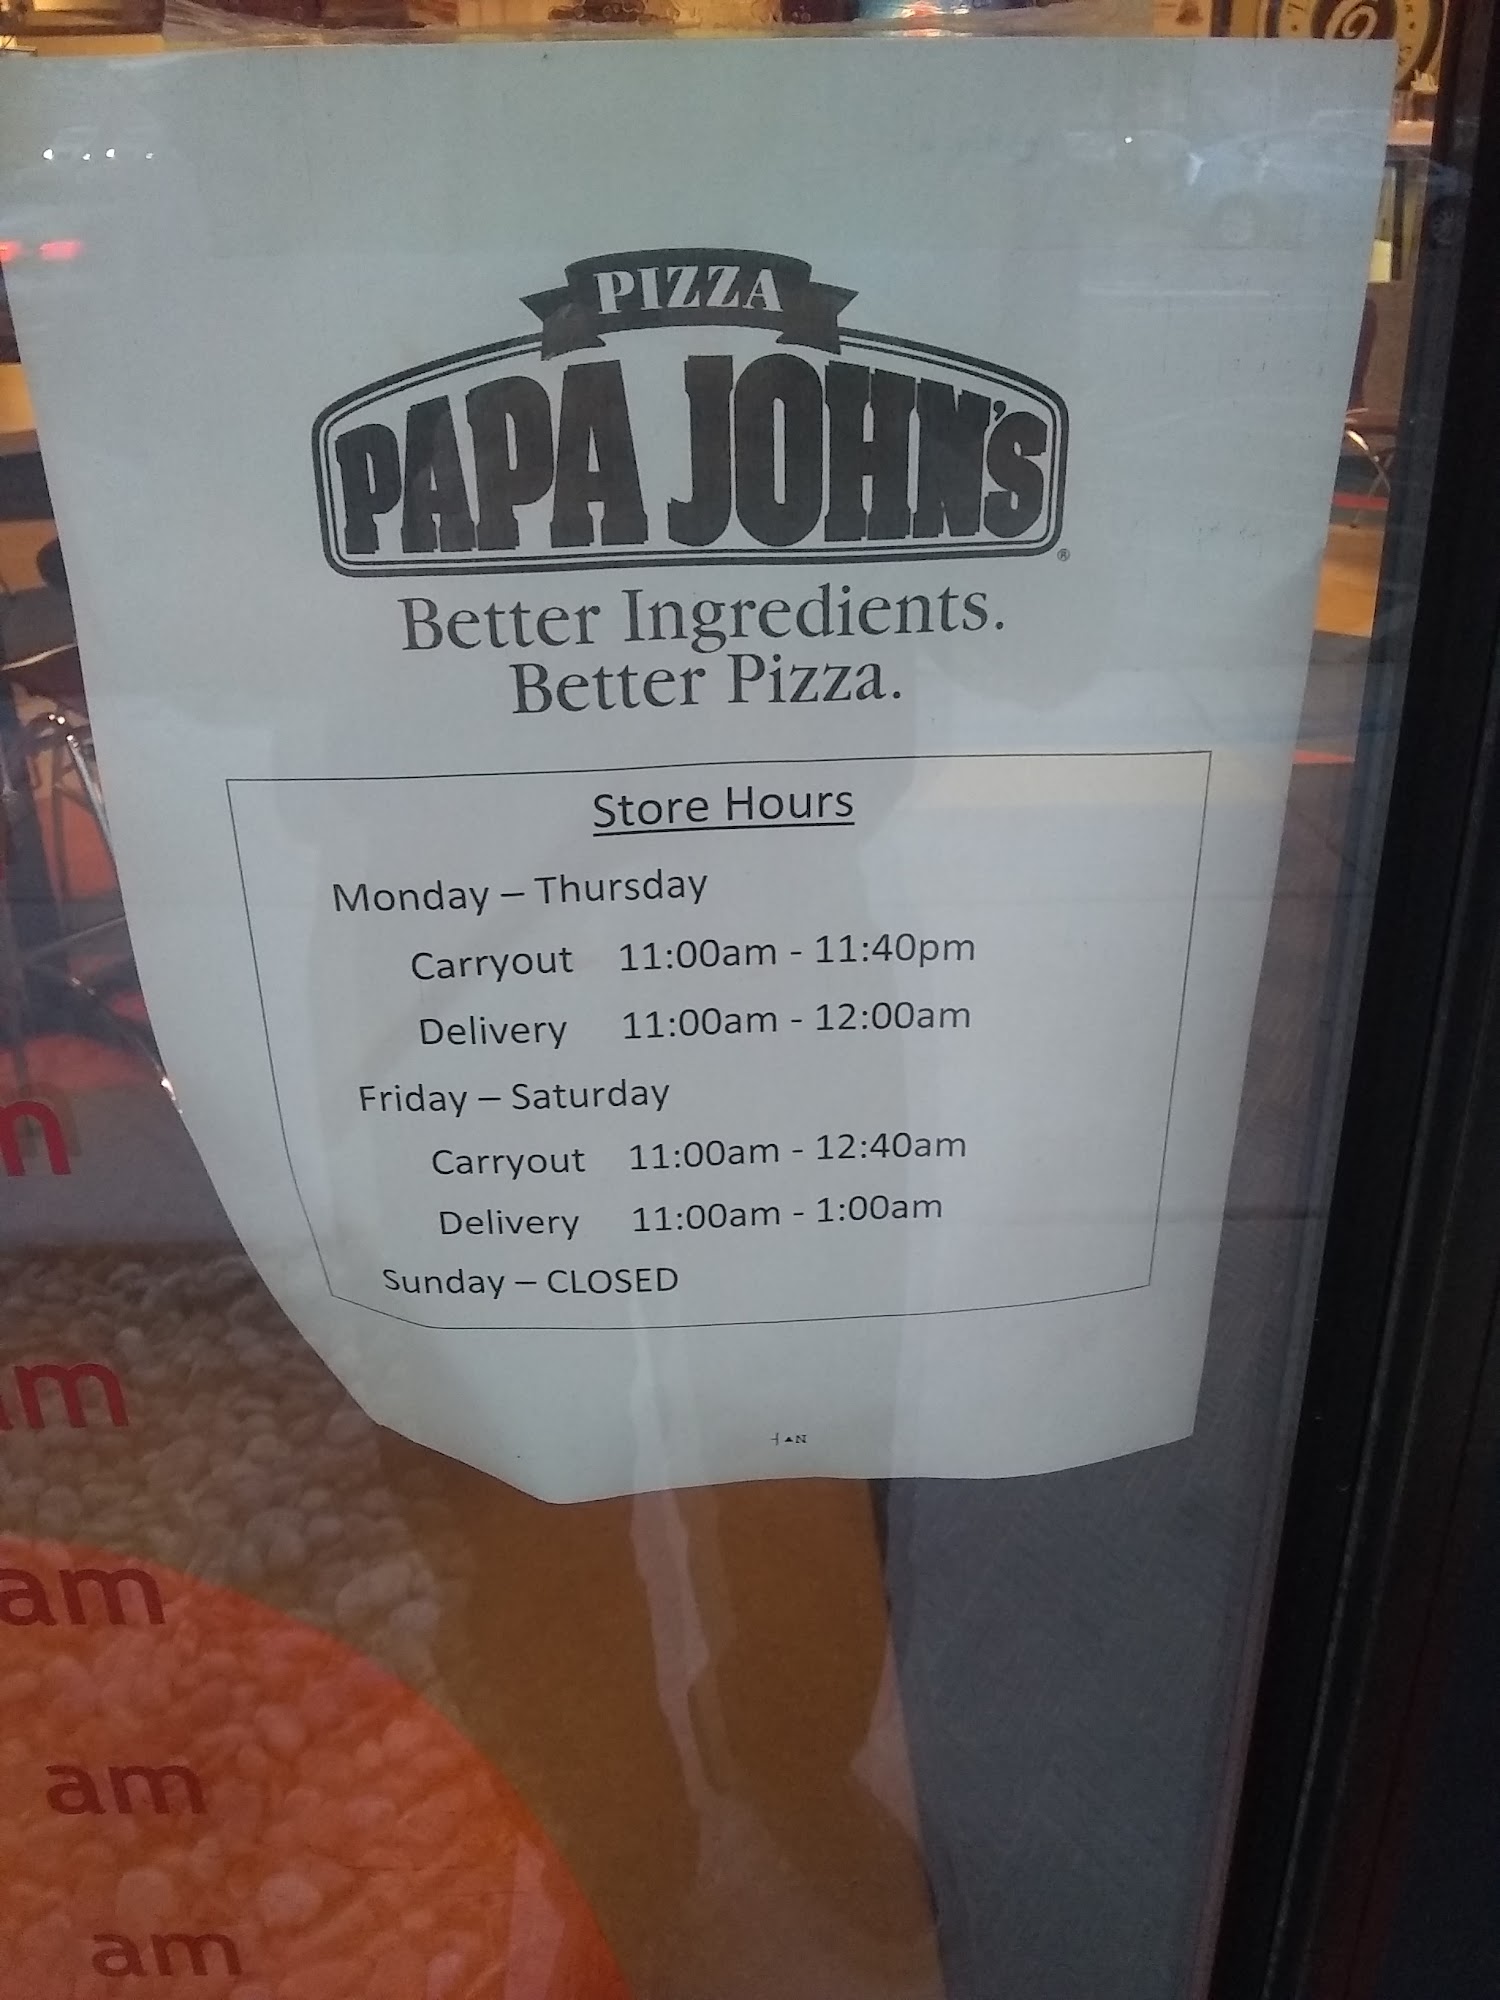 PIZZA
PAPA JOHN'S
®
Better Ingredients.
Better Pizza.
Store Hours
Monday – Thursday
Carryout 11:00am - 11:40pm
Delivery 11:00am - 12:00am
Friday – Saturday
Carryout 11:00am - 12:40am
Delivery 11:00am - 1:00am
Sunday – CLOSED
am
am
am